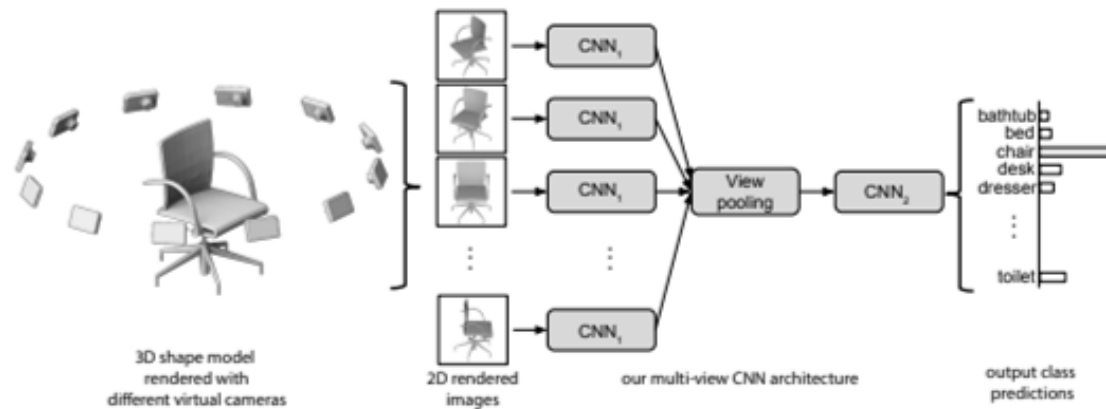 CNN₁
CNN₁
CNN₁
CNN₁
View
pooling
CNN₂
bathtub
bed
chair
desk
dresser
toilet
3D shape model
rendered with
different virtual cameras
2D rendered
images
our multi-view CNN architecture
output class
predictions